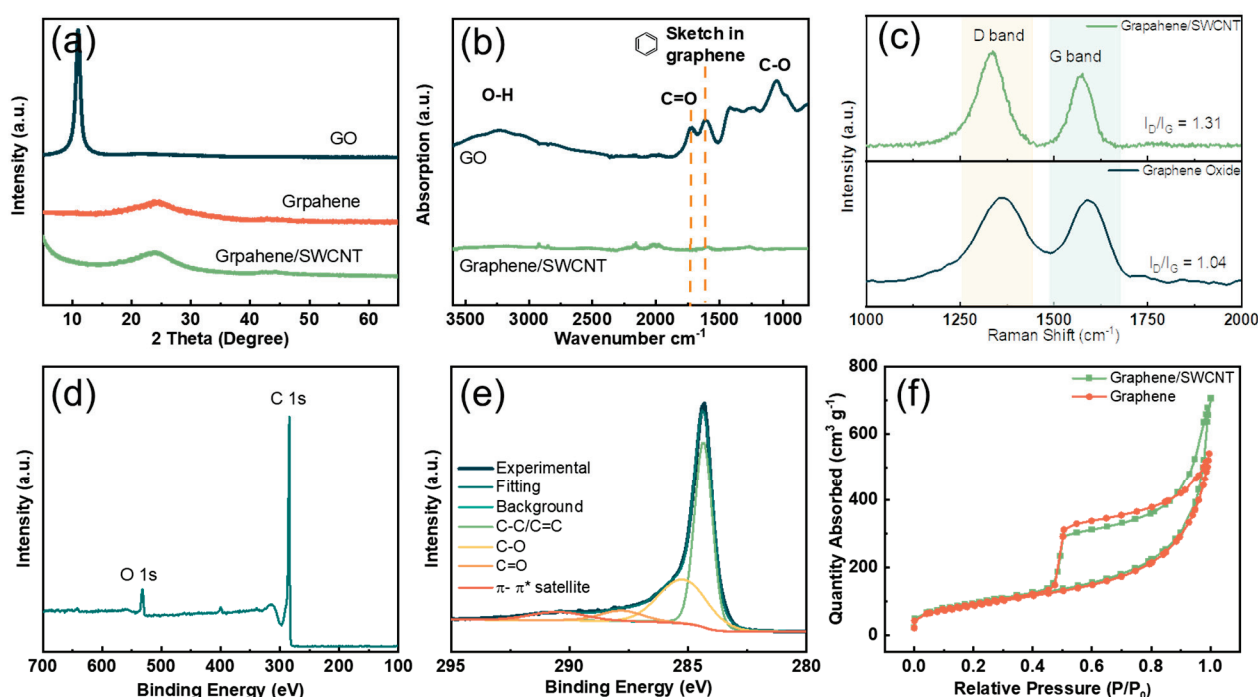 (a)
GO
Grpahene
Grpahene/SWCNT
Intensity (a.u.)
10 20 30 40 50 60
2 Theta (Degree)
(b)
Sketch in
graphene
O-H
C=O
C-O
GO
Graphene/SWCNT
Absorption (a.u.)
3500 3000 2500 2000 1500 1000
Wavenumber cm⁻¹
(c)
Grapahene/SWCNT
D band
G band
I_D/I_G = 1.31
Graphene Oxide
I_D/I_G = 1.04
Intensity (a.u.)
1000 1250 1500 1750 2000
Raman Shift (cm⁻¹)
(d)
C 1s
O 1s
Intensity (a.u.)
700 600 500 400 300 200 100
Binding Energy (eV)
(e)
Experimental
Fitting
Background
C-C/C=C
C-O
C=O
π- π* satellite
Intensity (a.u.)
295 290 285 280
Binding Energy (eV)
(f)
Graphene/SWCNT
Graphene
Quantity Absorbed (cm³ g⁻¹)
800
600
400
200
0
0.0 0.2 0.4 0.6 0.8 1.0
Relative Pressure (P/P₀)